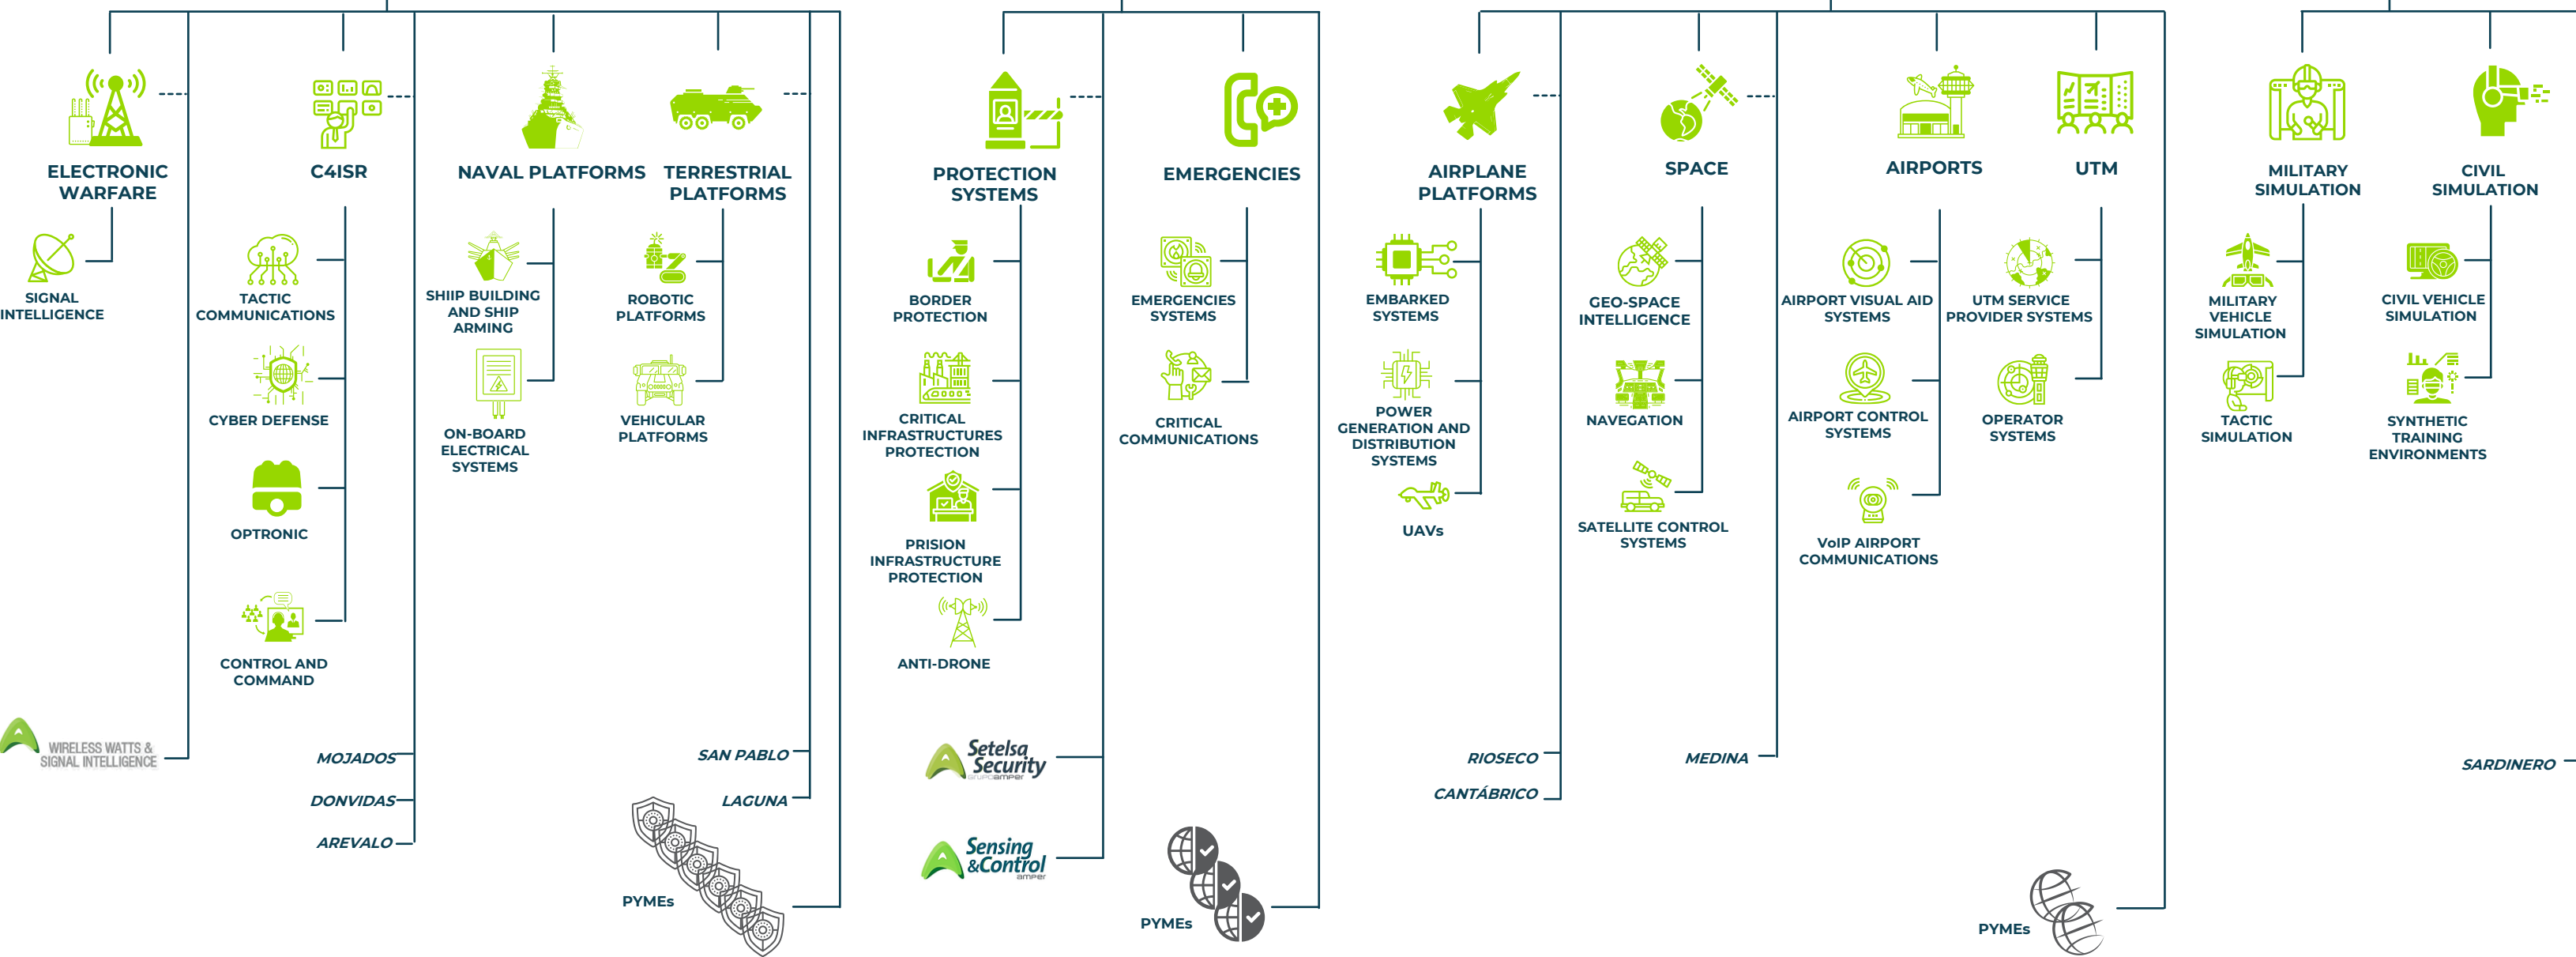 ELECTRONIC
WARFARE
SIGNAL
INTELLIGENCE
WIRELESS WATTS &
SIGNAL INTELLIGENCE
C4ISR
TACTIC
COMMUNICATIONS
CYBER DEFENSE
OPTRONIC
CONTROL AND
COMMAND
MOJADOS
DONVIDAS
AREVALO
NAVAL PLATFORMS
SHIIP BUILDING
AND SHIP
ARMING
ON-BOARD
ELECTRICAL
SYSTEMS
TERRESTRIAL
PLATFORMS
ROBOTIC
PLATFORMS
VEHICULAR
PLATFORMS
SAN PABLO
LAGUNA
PYMEs
PROTECTION
SYSTEMS
BORDER
PROTECTION
CRITICAL
INFRASTRUCTURES
PROTECTION
PRISION
INFRASTRUCTURE
PROTECTION
ANTI-DRONE
Setelsa
Security
GRUPOamper
Sensing
&Control
amper
EMERGENCIES
EMERGENCIES
SYSTEMS
CRITICAL
COMMUNICATIONS
PYMEs
AIRPLANE
PLATFORMS
EMBARKED
SYSTEMS
POWER
GENERATION AND
DISTRIBUTION
SYSTEMS
UAVs
RIOSECO
CANTÁBRICO
SPACE
GEO-SPACE
INTELLIGENCE
NAVEGATION
SATELLITE CONTROL
SYSTEMS
MEDINA
AIRPORTS
AIRPORT VISUAL AID
SYSTEMS
AIRPORT CONTROL
SYSTEMS
VoIP AIRPORT
COMMUNICATIONS
UTM
UTM SERVICE
PROVIDER SYSTEMS
OPERATOR
SYSTEMS
PYMEs
MILITARY
SIMULATION
MILITARY
VEHICLE
SIMULATION
TACTIC
SIMULATION
CIVIL
SIMULATION
CIVIL VEHICLE
SIMULATION
SYNTHETIC
TRAINING
ENVIRONMENTS
SARDINERO